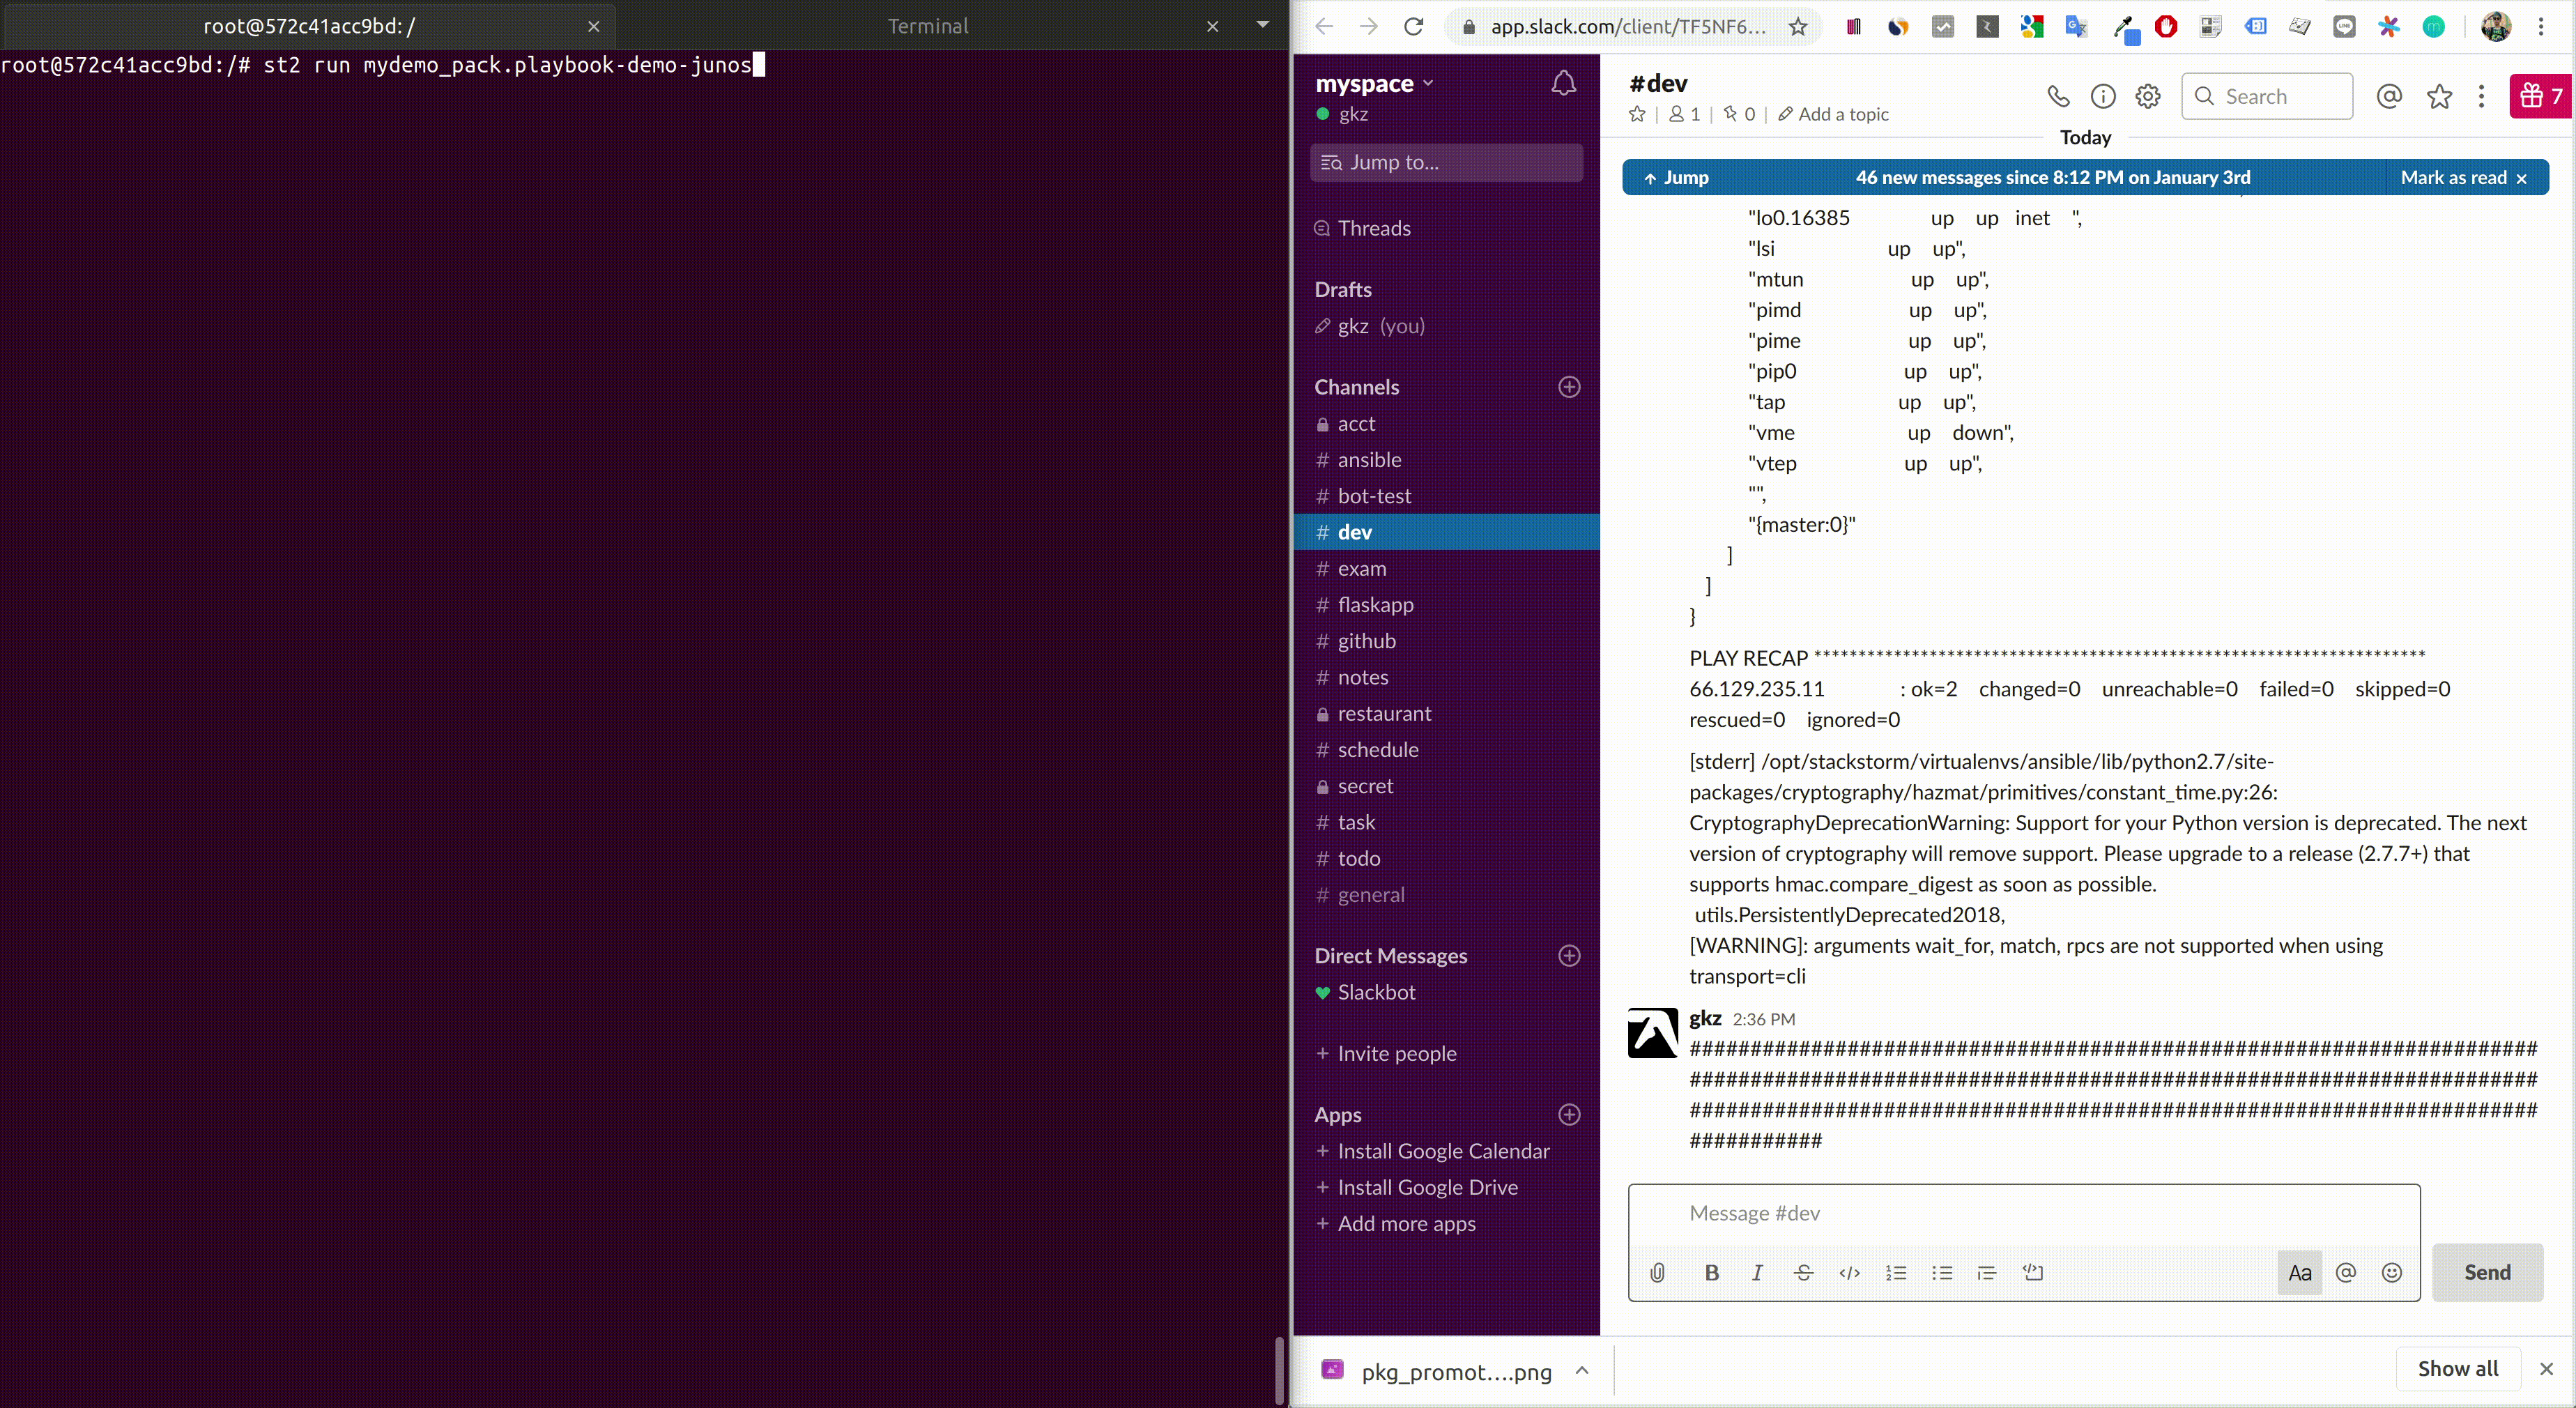 root@572c41acc9bd: /
Terminal
root@572c41acc9bd:/# st2 run mydemo_pack.playbook-demo-junos
app.slack.com/client/TF5NF6...
myspace
gkz
Jump to...
Threads
Drafts
gkz (you)
Channels
acct
# ansible
# bot-test
# dev
# exam
# flaskapp
# github
# notes
restaurant
# schedule
secret
# task
# todo
# general
Direct Messages
Slackbot
+ Invite people
Apps
+ Install Google Calendar
+ Install Google Drive
+ Add more apps
#dev
1 | 0 | Add a topic
Search
7
Today
Jump
46 new messages since 8:12 PM on January 3rd
Mark as read
"lo0.16385 up up inet ",
"lsi up up",
"mtun up up",
"pimd up up",
"pime up up",
"pip0 up up",
"tap up up",
"vme up down",
"vtep up up",
"",
"{master:0}"
]
]
}
PLAY RECAP *********************************************************************
66.129.235.11 : ok=2 changed=0 unreachable=0 failed=0 skipped=0
rescued=0 ignored=0
[stderr] /opt/stackstorm/virtualenvs/ansible/lib/python2.7/site-
packages/cryptography/hazmat/primitives/constant_time.py:26:
CryptographyDeprecationWarning: Support for your Python version is deprecated. The next
version of cryptography will remove support. Please upgrade to a release (2.7.7+) that
supports hmac.compare_digest as soon as possible.
utils.PersistentlyDeprecated2018,
[WARNING]: arguments wait_for, match, rpcs are not supported when using
transport=cli
gkz 2:36 PM
######################################################################
######################################################################
######################################################################
###########
Message #dev
Aa
Send
pkg_promot....png
Show all